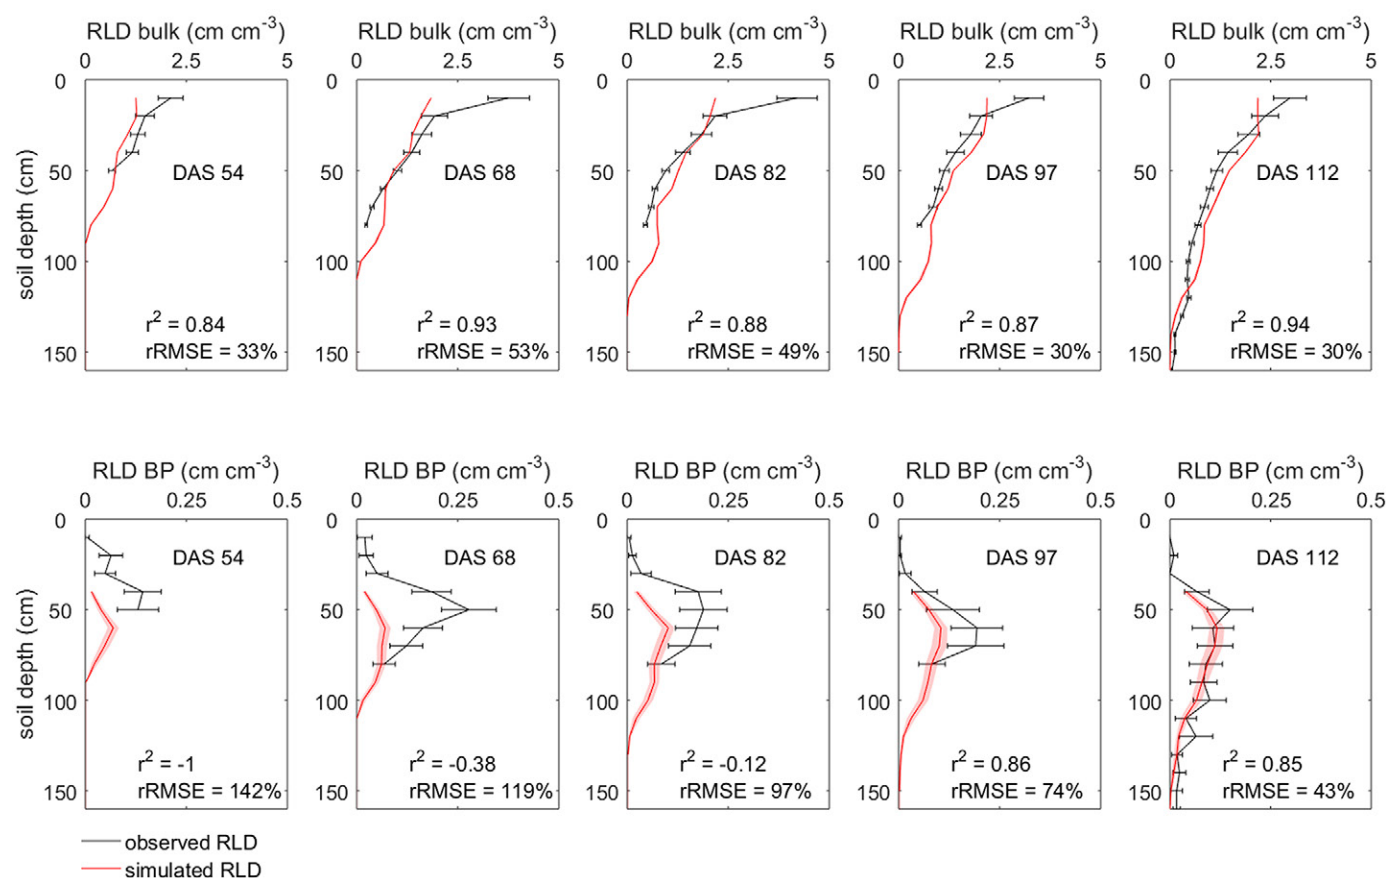 RLD bulk (cm cm⁻³) RLD bulk (cm cm⁻³) RLD bulk (cm cm⁻³) RLD bulk (cm cm⁻³) RLD bulk (cm cm⁻³)
0 2.5 5 0 2.5 5 0 2.5 5 0 2.5 5 0 2.5 5
0 0 0 0 0
50 50 50 50 50
DAS 54 DAS 68 DAS 82 DAS 97 DAS 112
soil depth (cm)
100 100 100 100 100
r² = 0.84 r² = 0.93 r² = 0.88 r² = 0.87 r² = 0.94
rRMSE = 33% rRMSE = 53% rRMSE = 49% rRMSE = 30% rRMSE = 30%
150 150 150 150 150
RLD BP (cm cm⁻³) RLD BP (cm cm⁻³) RLD BP (cm cm⁻³) RLD BP (cm cm⁻³) RLD BP (cm cm⁻³)
0 0.25 0.5 0 0.25 0.5 0 0.25 0.5 0 0.25 0.5 0 0.25 0.5
0 0 0 0 0
DAS 54 DAS 68 DAS 82 DAS 97 DAS 112
50 50 50 50 50
soil depth (cm)
100 100 100 100 100
r² = -1 r² = -0.38 r² = -0.12 r² = 0.86 r² = 0.85
rRMSE = 142% rRMSE = 119% rRMSE = 97% rRMSE = 74% rRMSE = 43%
150 150 150 150 150
observed RLD
simulated RLD